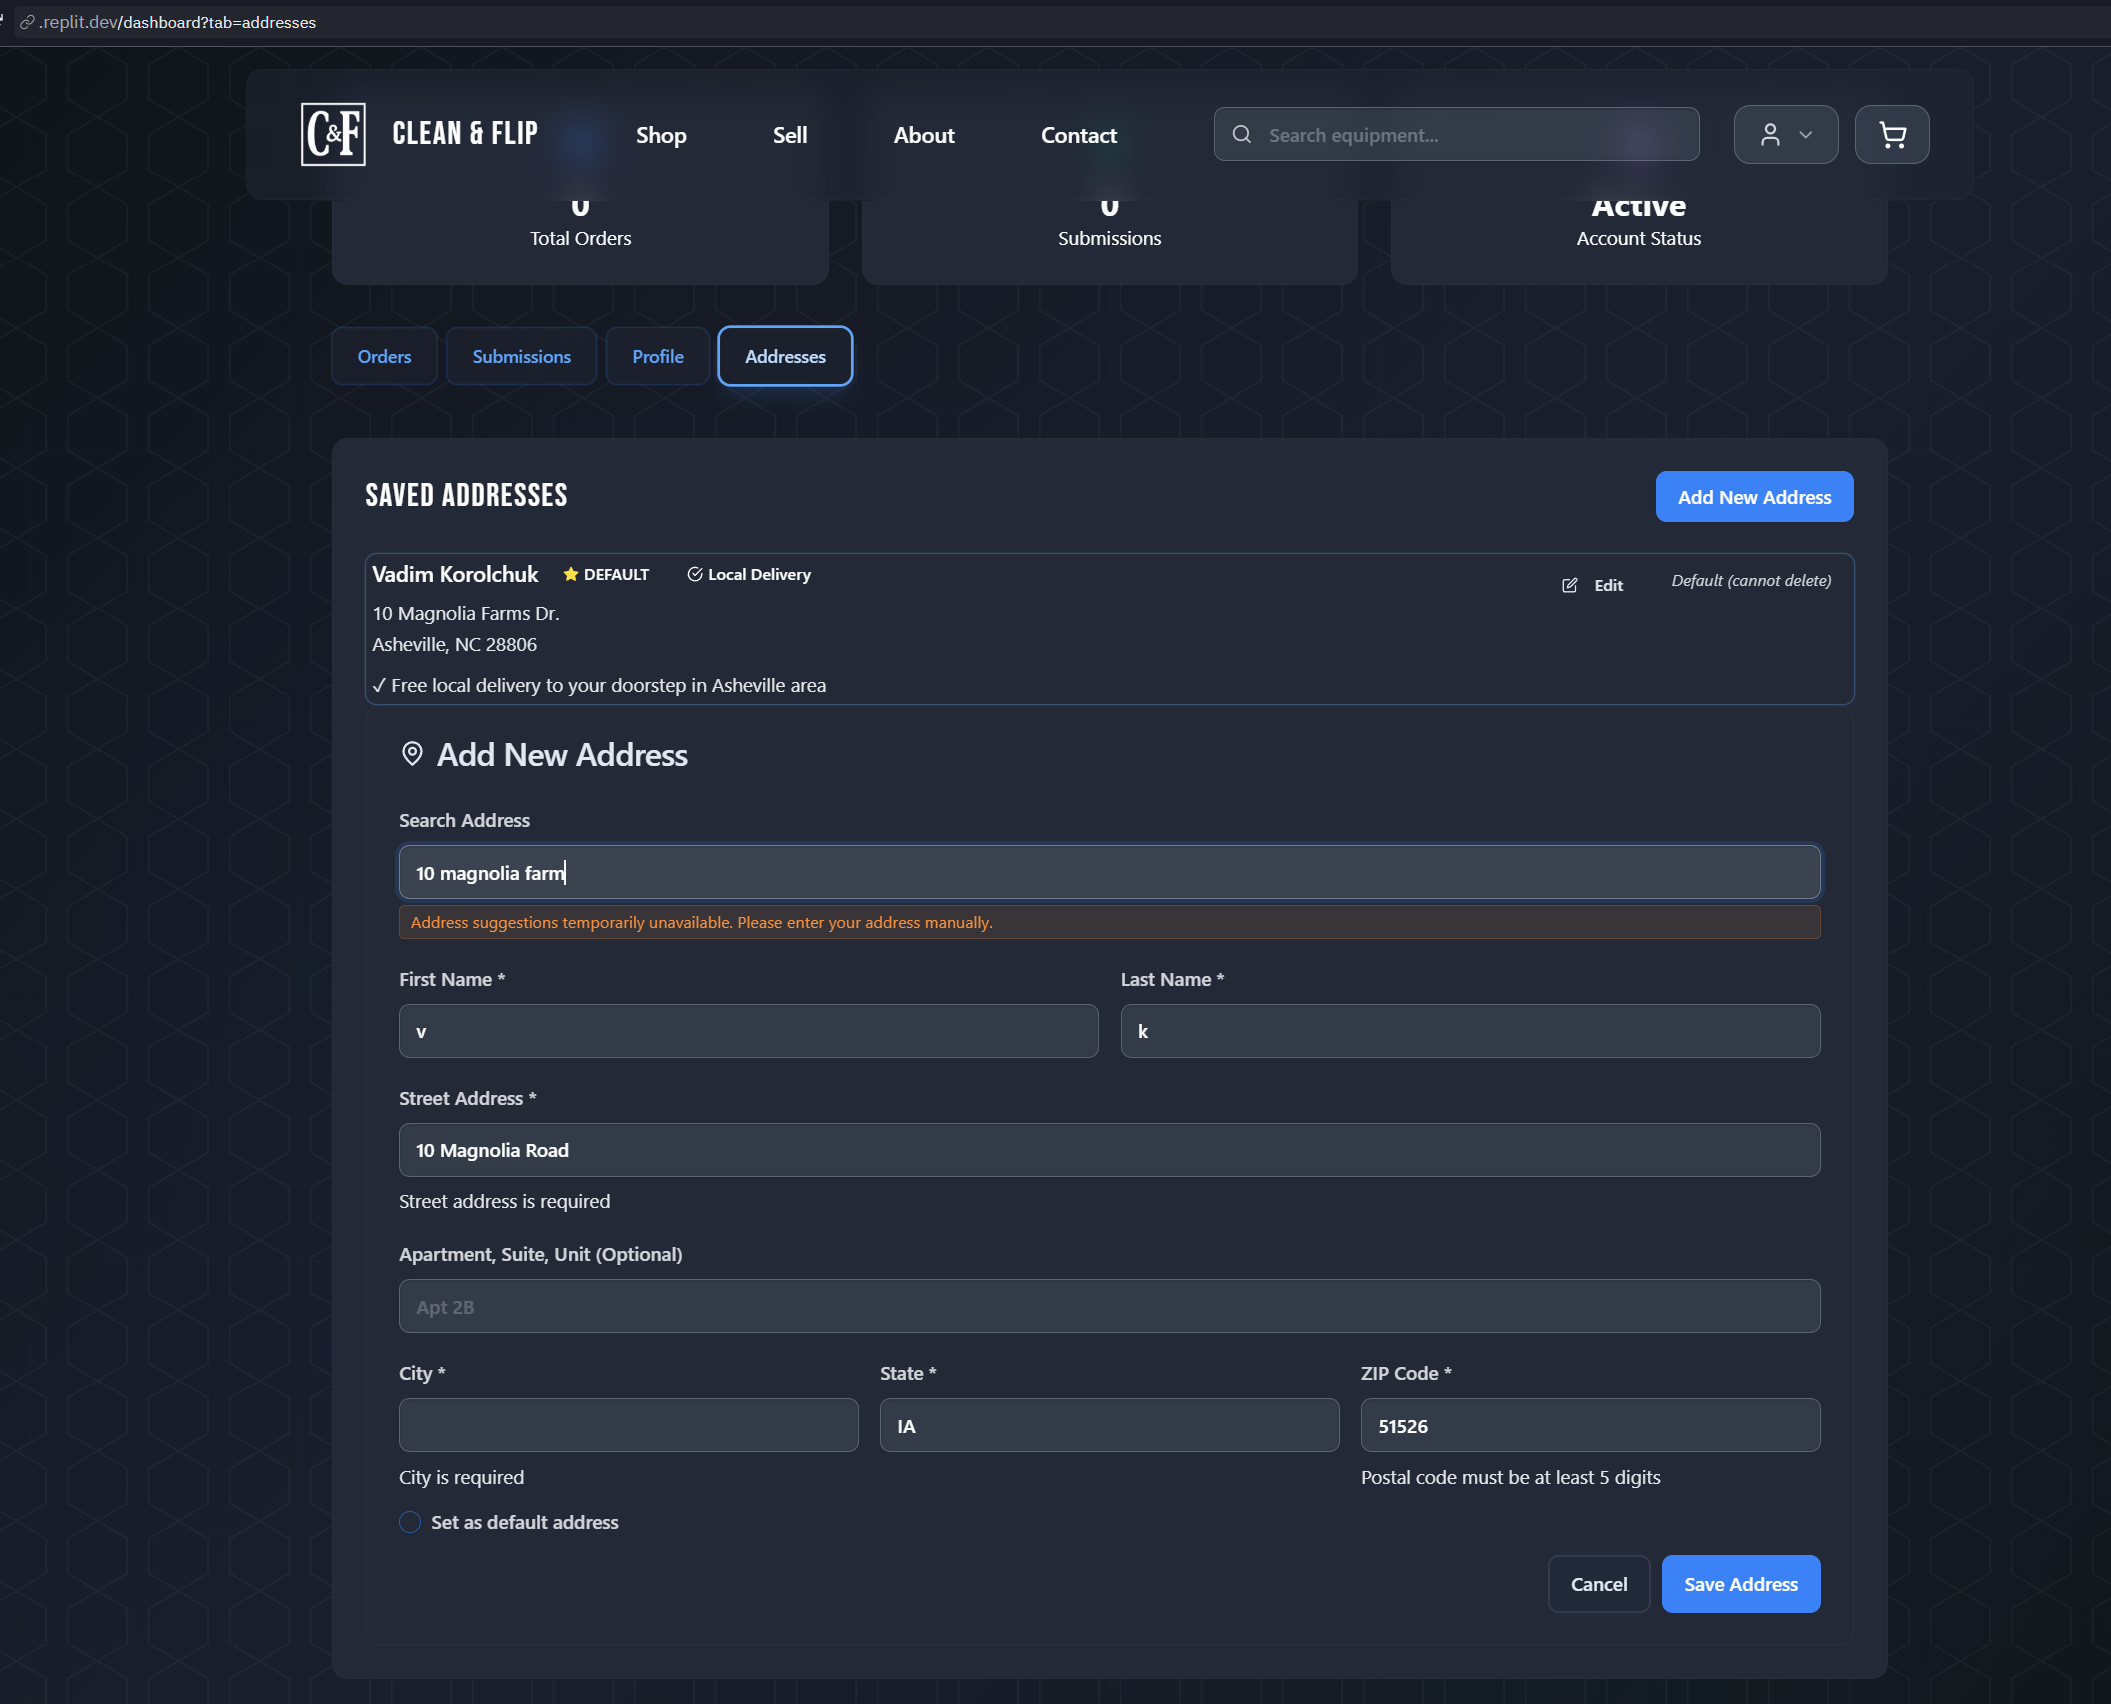 .replit.dev/dashboard?tab=addresses
C&F CLEAN & FLIP Shop Sell About Contact Search equipment...
0 0 Active
Total Orders Submissions Account Status
Orders Submissions Profile Addresses
SAVED ADDRESSES Add New Address
Vadim Korolchuk DEFAULT Local Delivery Edit Default (cannot delete)
10 Magnolia Farms Dr.
Asheville, NC 28806
✓ Free local delivery to your doorstep in Asheville area
Add New Address
Search Address
10 magnolia farm
Address suggestions temporarily unavailable. Please enter your address manually.
First Name * Last Name *
v k
Street Address *
10 Magnolia Road
Street address is required
Apartment, Suite, Unit (Optional)
Apt 2B
City * State * ZIP Code *
IA 51526
City is required Postal code must be at least 5 digits
Set as default address
Cancel Save Address